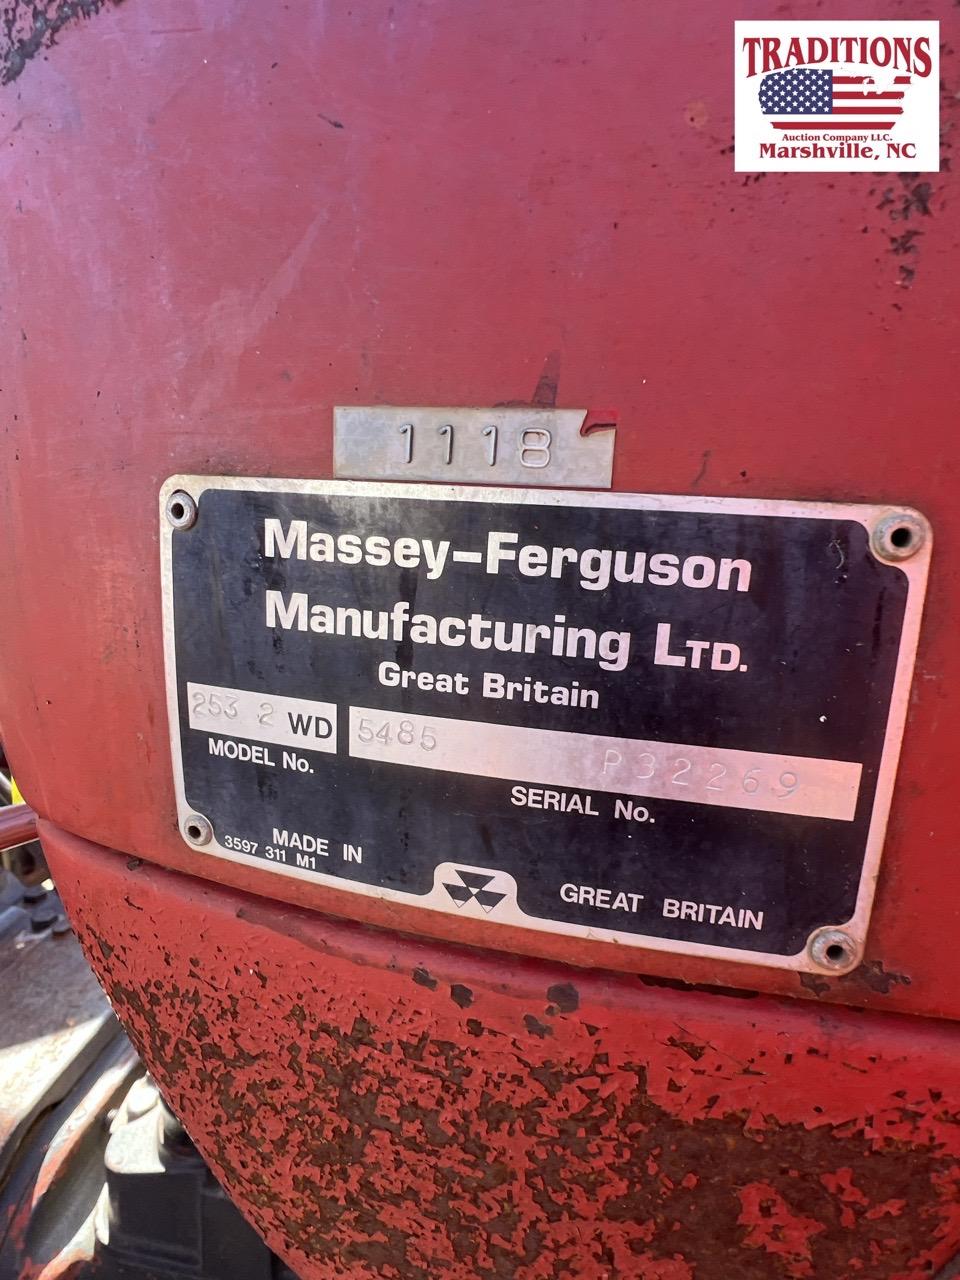 TRADITIONS
Auction Company LLC.
Marshville, NC
1118
Massey-Ferguson
Manufacturing LTD.
Great Britain
253 2 WD 5485 P32269
MODEL No.
SERIAL No.
MADE IN
3597 311 M1
GREAT BRITAIN